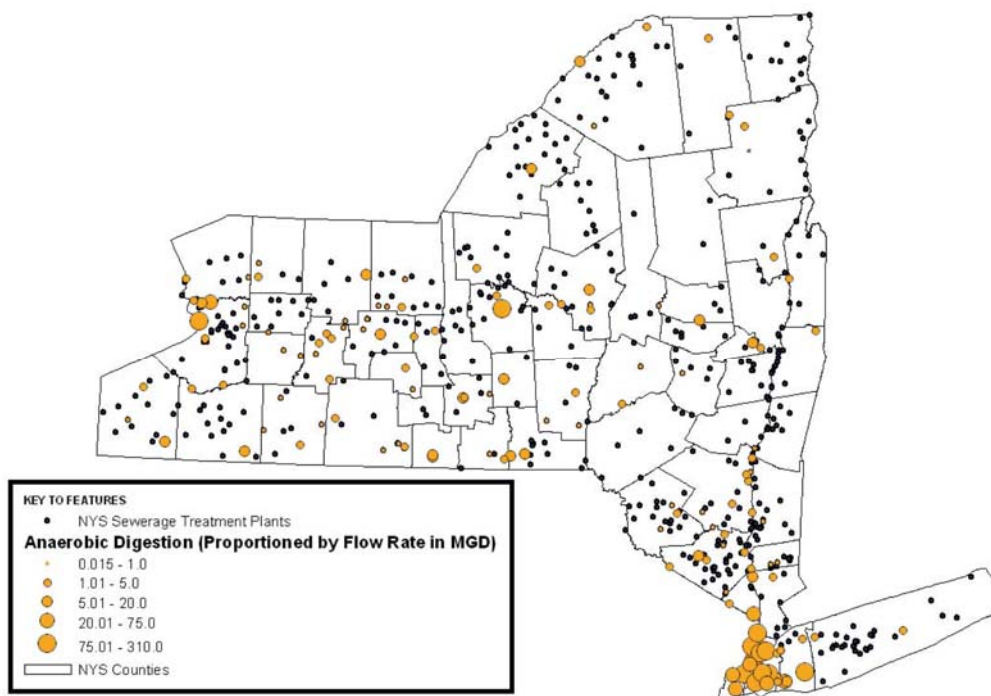 KEY TO FEATURES
NYS Sewerage Treatment Plants
Anaerobic Digestion (Proportioned by Flow Rate in MGD)
0.015 - 1.0
1.01 - 5.0
5.01 - 20.0
20.01 - 75.0
75.01 - 310.0
NYS Counties